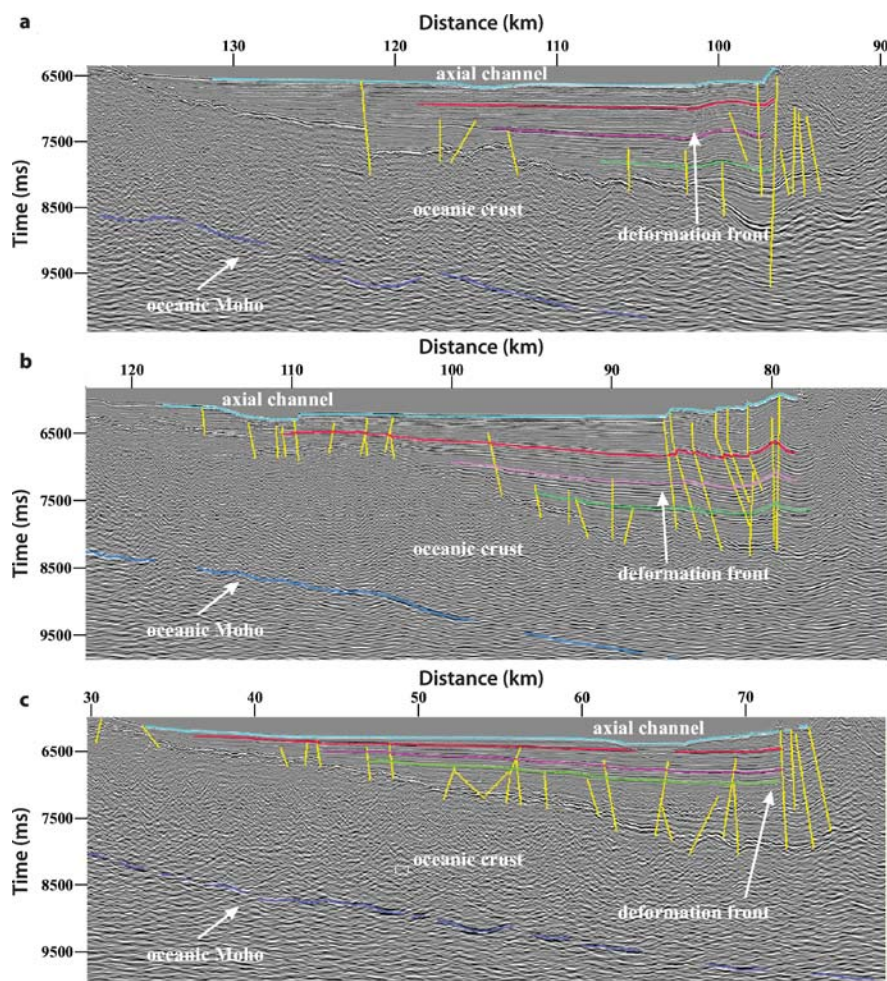 a
Distance (km)
130 120 110 100 90
Time (ms)
6500
7500
8500
9500
axial channel
oceanic crust
deformation front
oceanic Moho
b
Distance (km)
120 110 100 90 80
Time (ms)
6500
7500
8500
9500
axial channel
oceanic crust
deformation front
oceanic Moho
c
Distance (km)
30 40 50 60 70
Time (ms)
6500
7500
8500
9500
axial channel
oceanic crust
deformation front
oceanic Moho